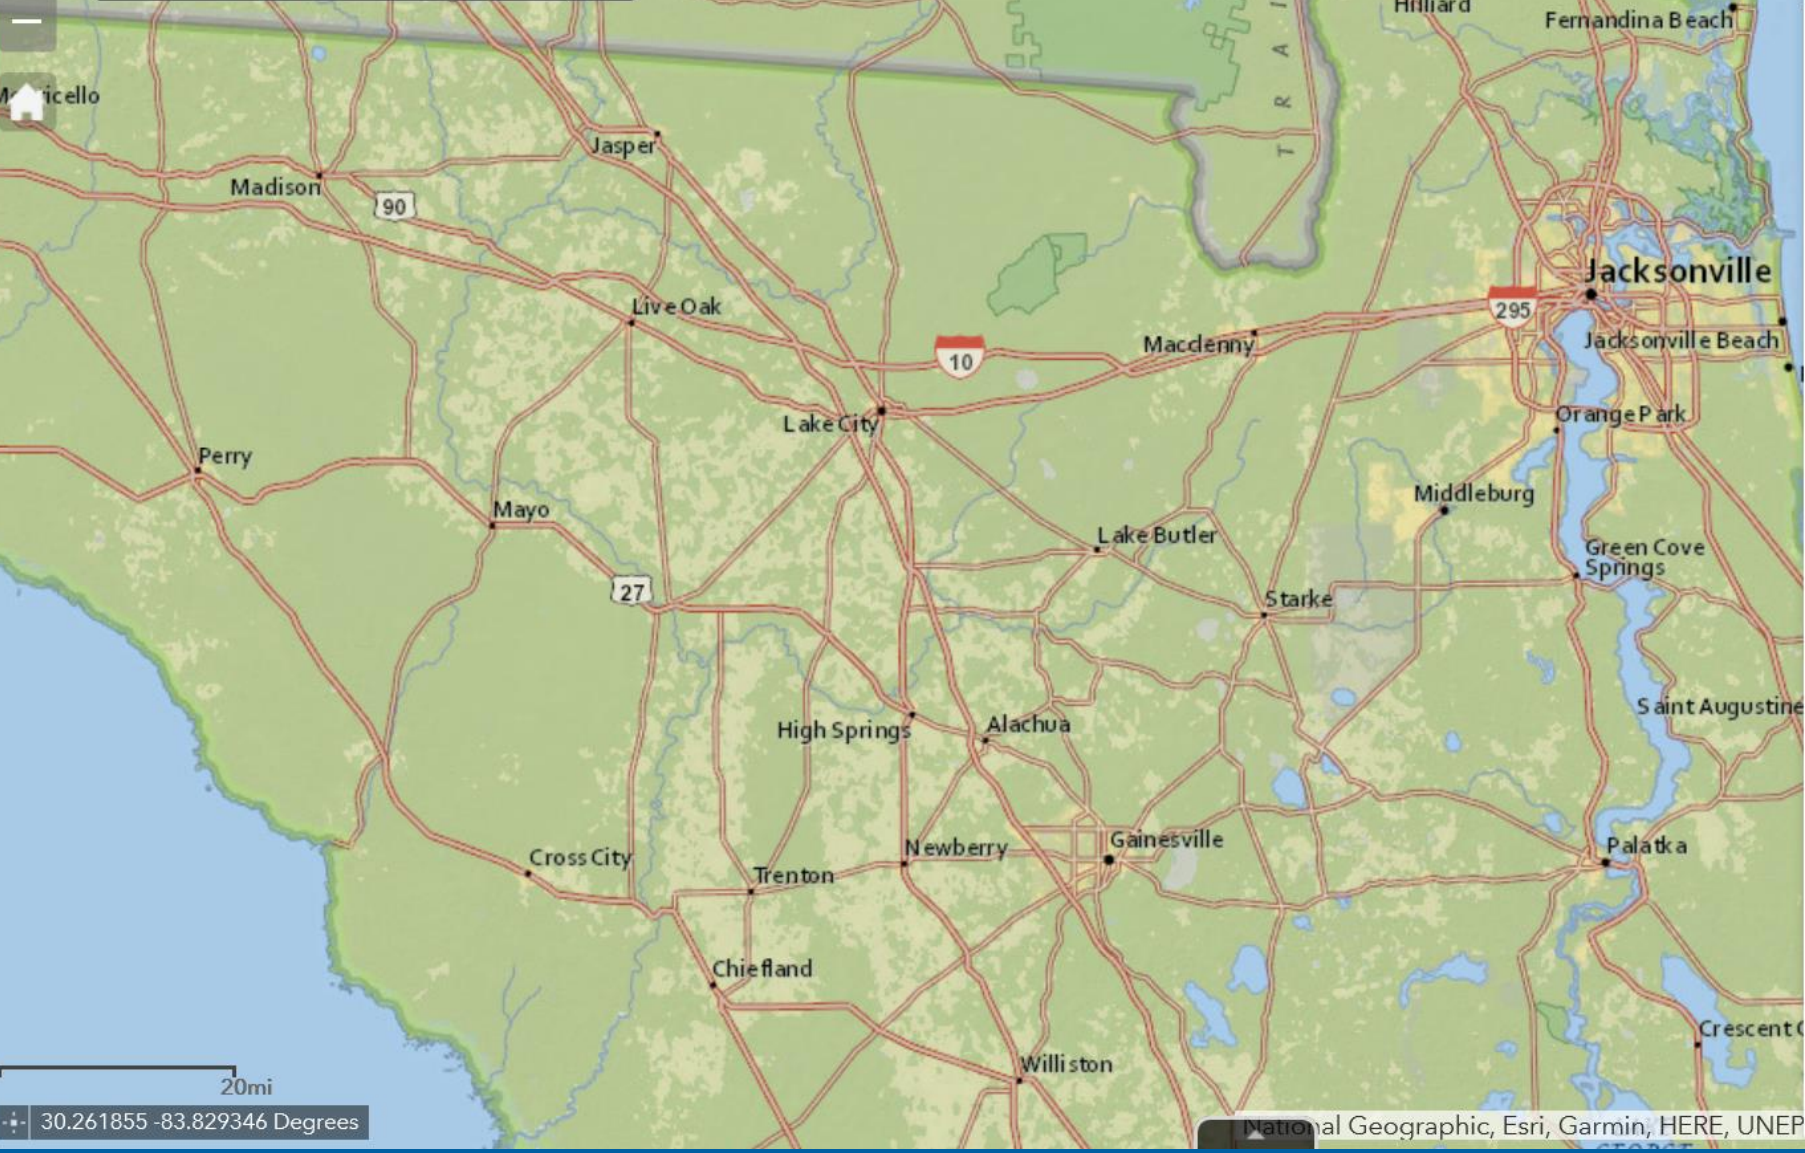 Hilliard
Fernandina Beach
T R A I
Jasper
Madison
90
Jacksonville
295
Live Oak
Jacksonville Beach
Macclenny
10
Orange Park
Lake City
Perry
Middleburg
Mayo
Lake Butler
Green Cove
Springs
27
Starke
Saint Augustine
High Springs
Alachua
Gainesville
Newberry
Palatka
Cross City
Trenton
Chiefland
Crescent
Williston
20mi
30.261855 -83.829346 Degrees
National Geographic, Esri, Garmin, HERE, UNEP